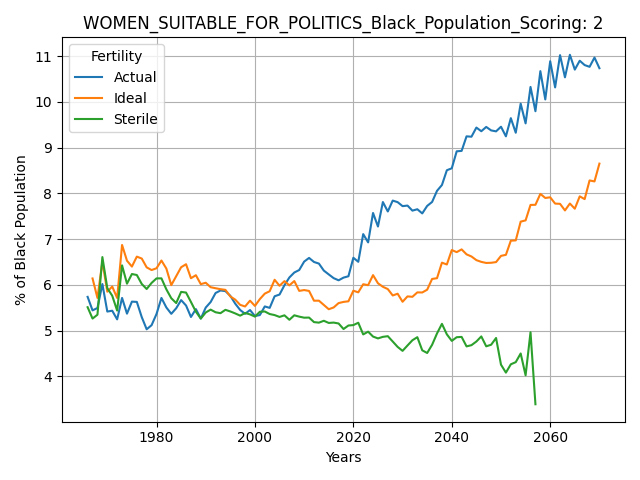 WOMEN_SUITABLE_FOR_POLITICS_Black_Population_Scoring: 2
Fertility
Actual
Ideal
Sterile
% of Black Population
11
10
9
8
7
6
5
4
1980
2000
2020
2040
2060
Years